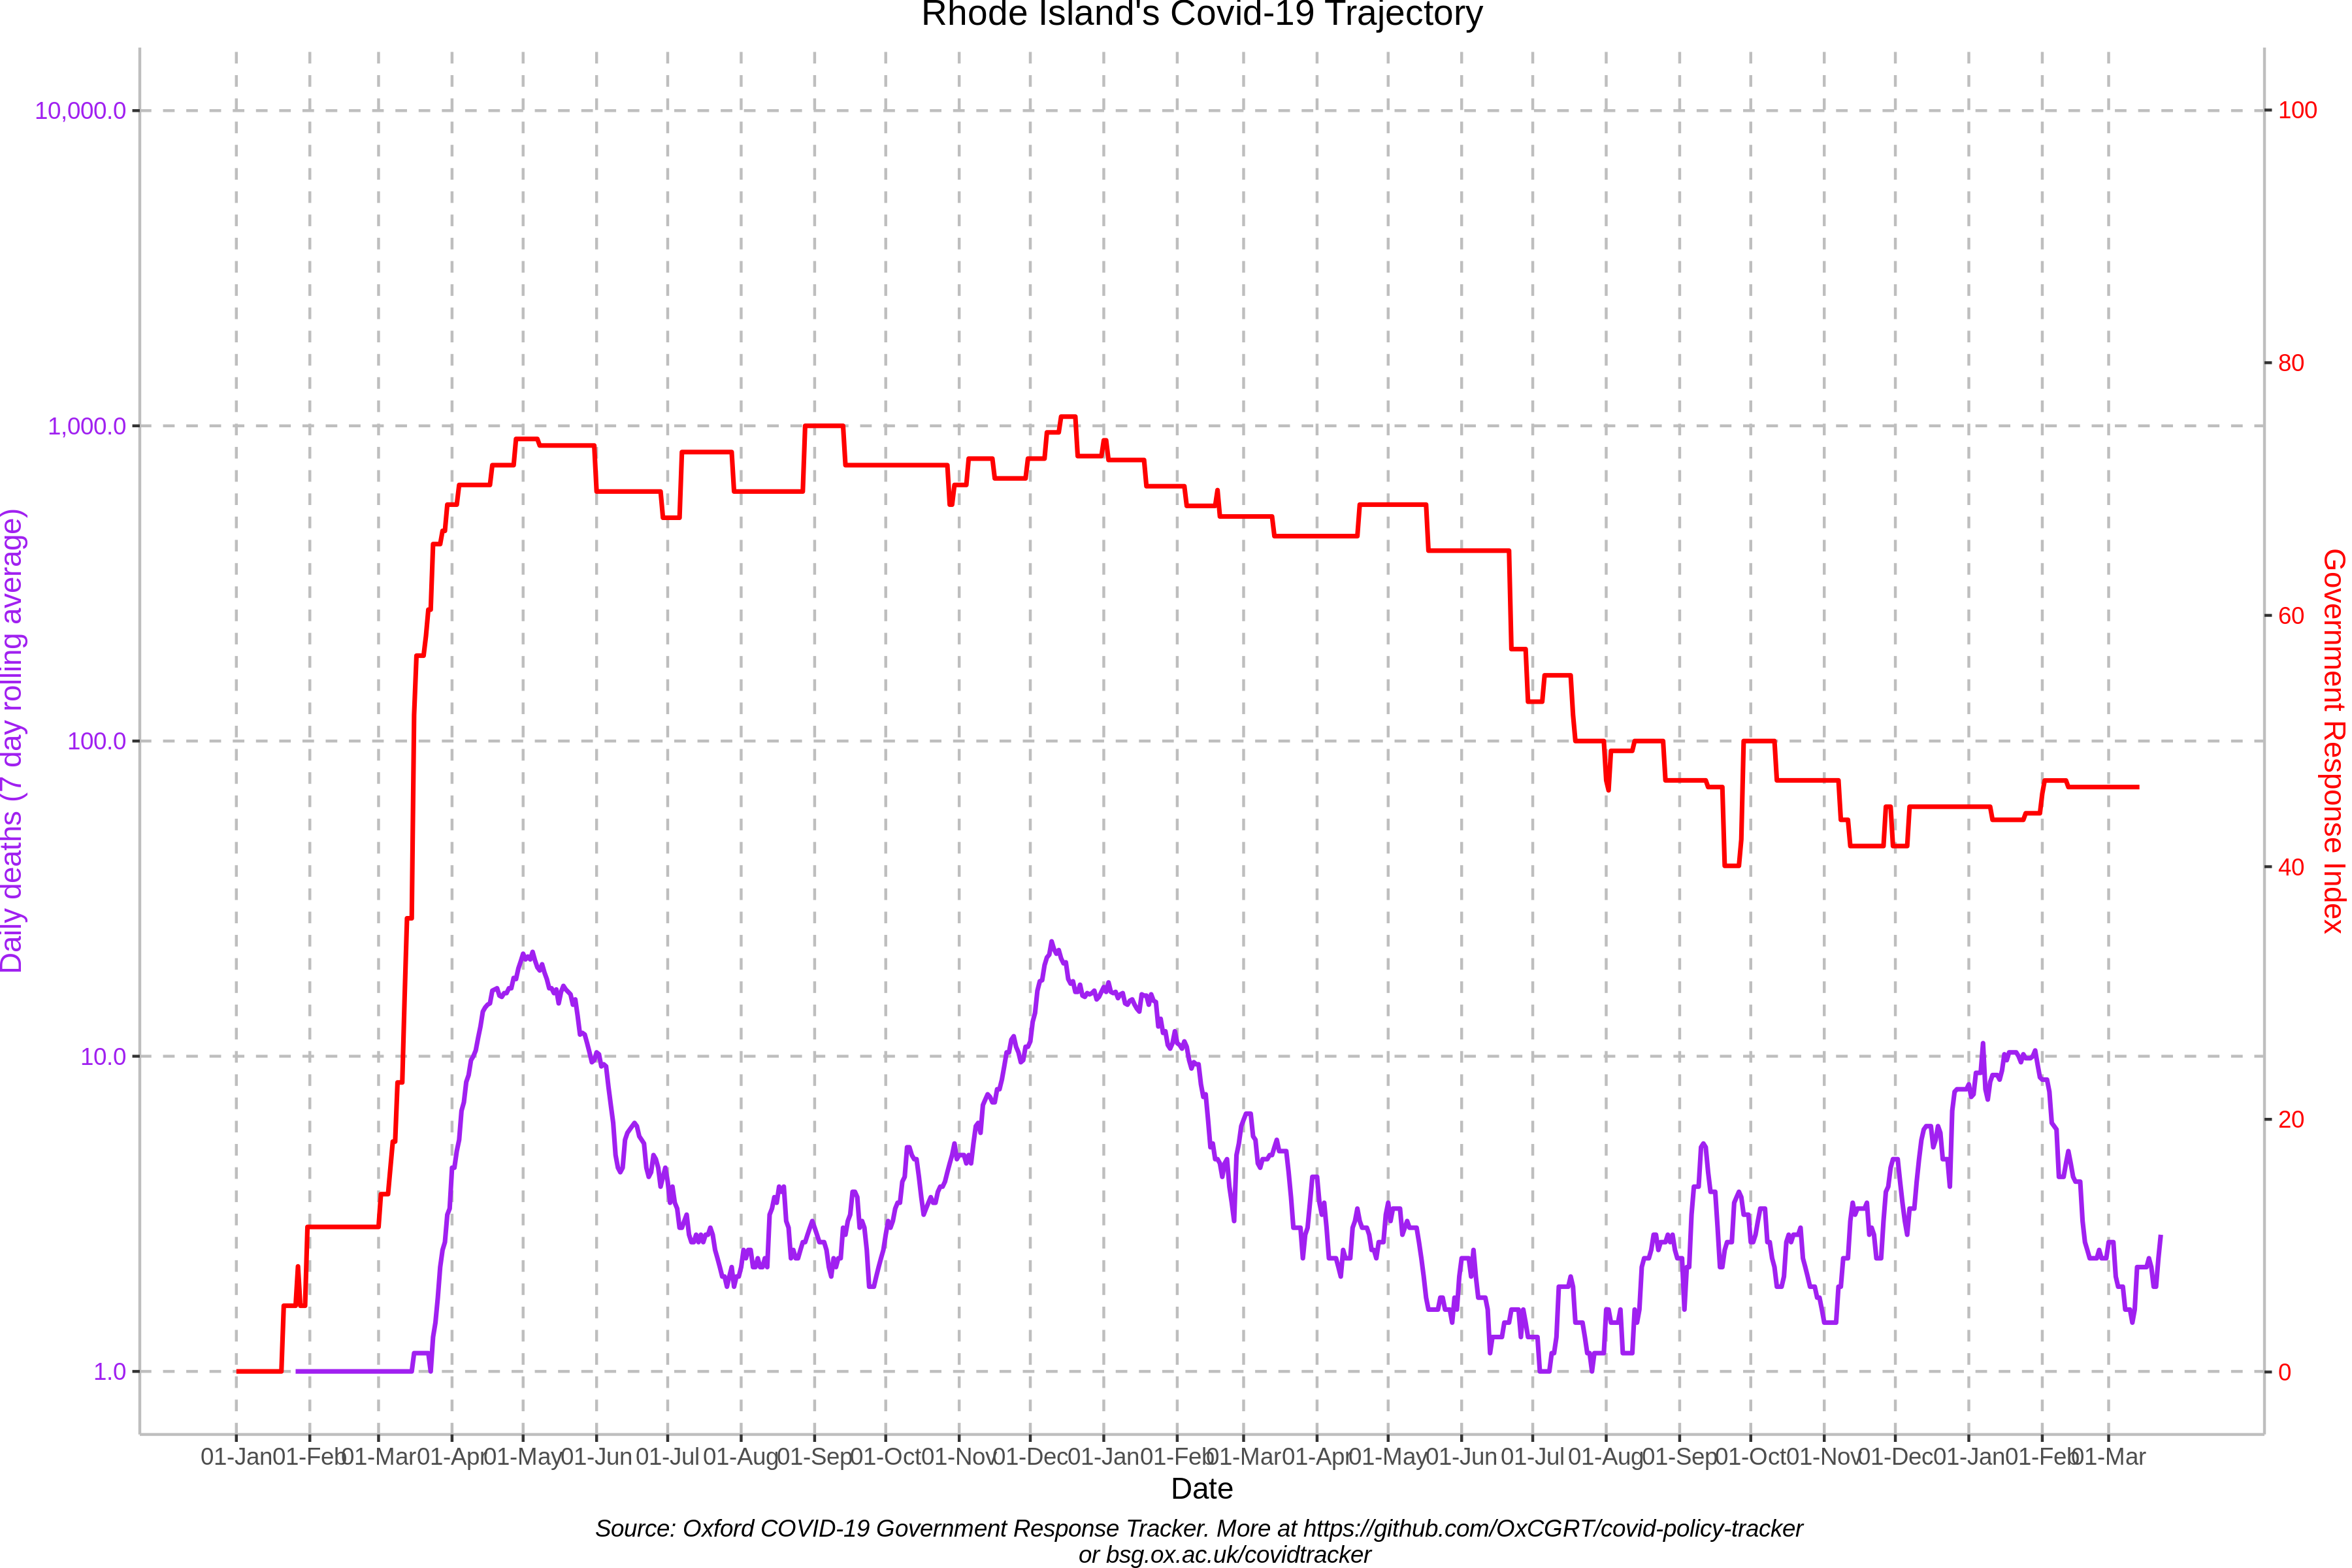 Rhode Island's Covid-19 Trajectory
10,000.0
1,000.0
100.0
10.0
1.0
Daily deaths (7 day rolling average)
100
80
60
40
20
0
Government Response Index
01-Jan 01-Feb 01-Mar 01-Apr 01-May 01-Jun 01-Jul 01-Aug 01-Sep 01-Oct 01-Nov 01-Dec 01-Jan 01-Feb 01-Mar 01-Apr 01-May 01-Jun 01-Jul 01-Aug 01-Sep 01-Oct 01-Nov 01-Dec 01-Jan 01-Feb 01-Mar
Date
Source: Oxford COVID-19 Government Response Tracker. More at https://github.com/OxCGRT/covid-policy-tracker
or bsg.ox.ac.uk/covidtracker